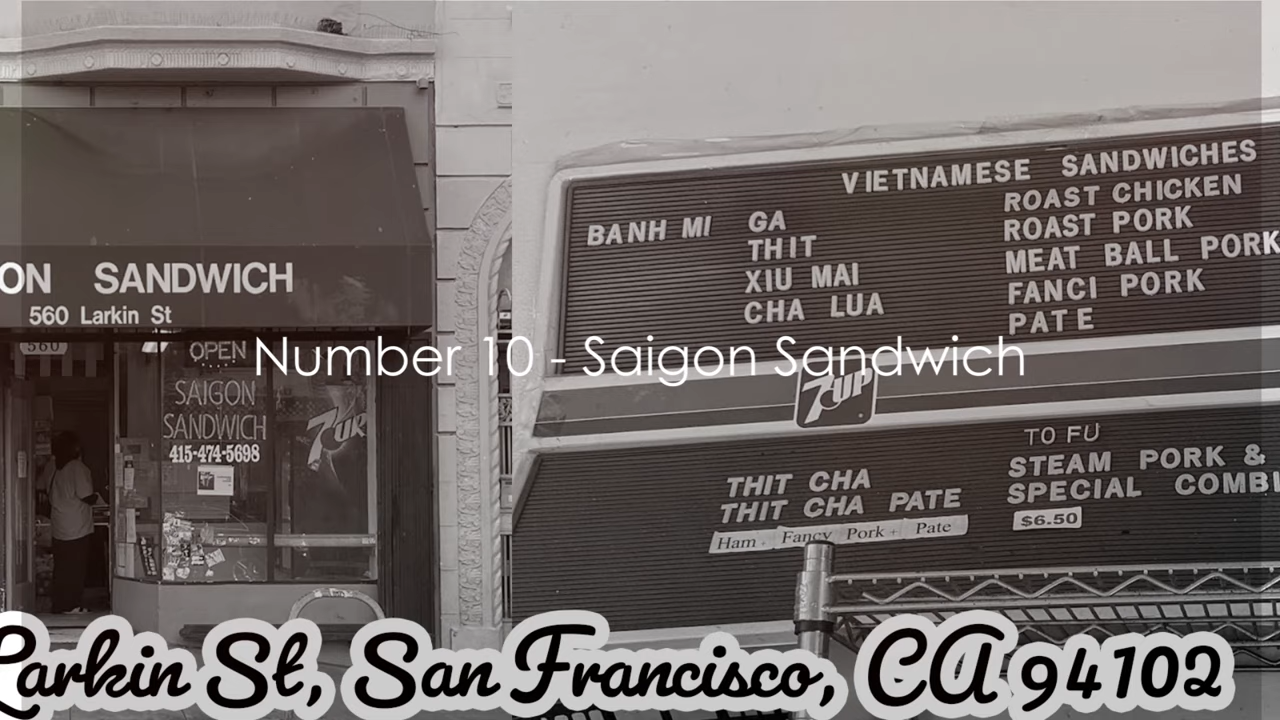 ON SANDWICH
560 Larkin St
560
OPEN
SAIGON
SANDWICH
415-474-5698
7UP
VIETNAMESE SANDWICHES
BANH MI GA ROAST CHICKEN
THIT ROAST PORK
XIU MAI MEAT BALL PORK
CHA LUA FANCI PORK
PATE
7UP
TO FU
THIT CHA STEAM PORK &
THIT CHA PATE SPECIAL COMBI
Ham + Fancy Pork + Pate $6.50
Number 10 - Saigon Sandwich
Larkin St, San Francisco, CA 94102